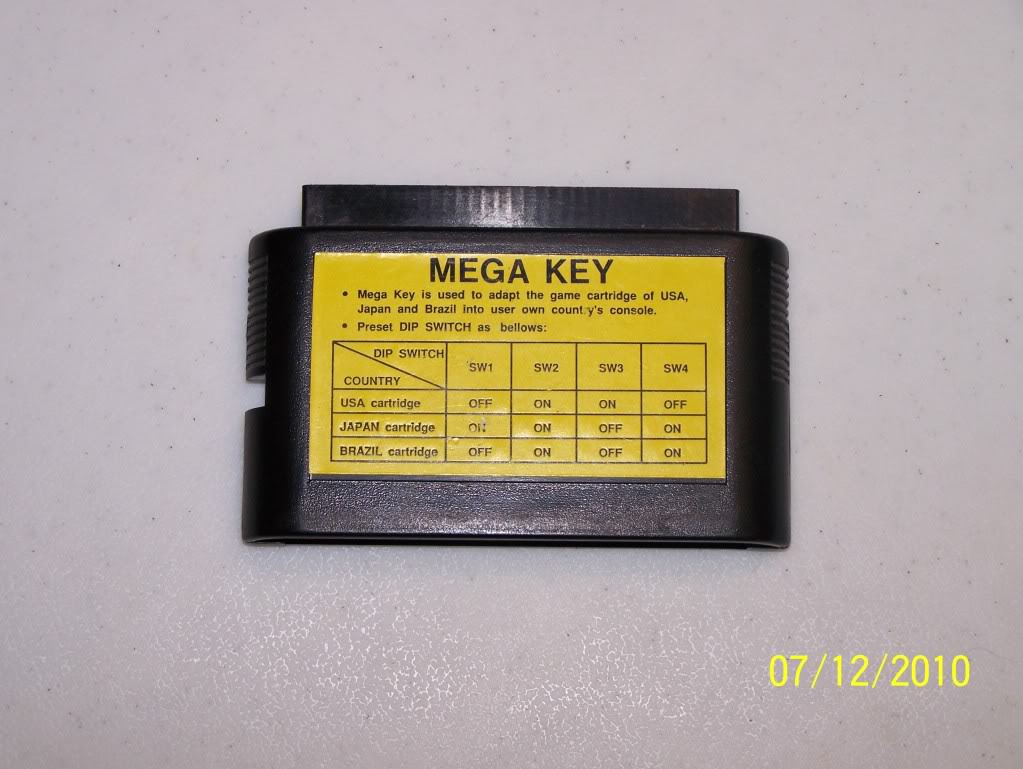 MEGA KEY
• Mega Key is used to adapt the game cartridge of USA,
Japan and Brazil into user own country's console.
• Preset DIP SWITCH as bellows:
DIP SWITCH
COUNTRY SW1 SW2 SW3 SW4
USA cartridge OFF ON ON OFF
JAPAN cartridge ON ON OFF ON
BRAZIL cartridge OFF ON OFF ON
07/12/2010